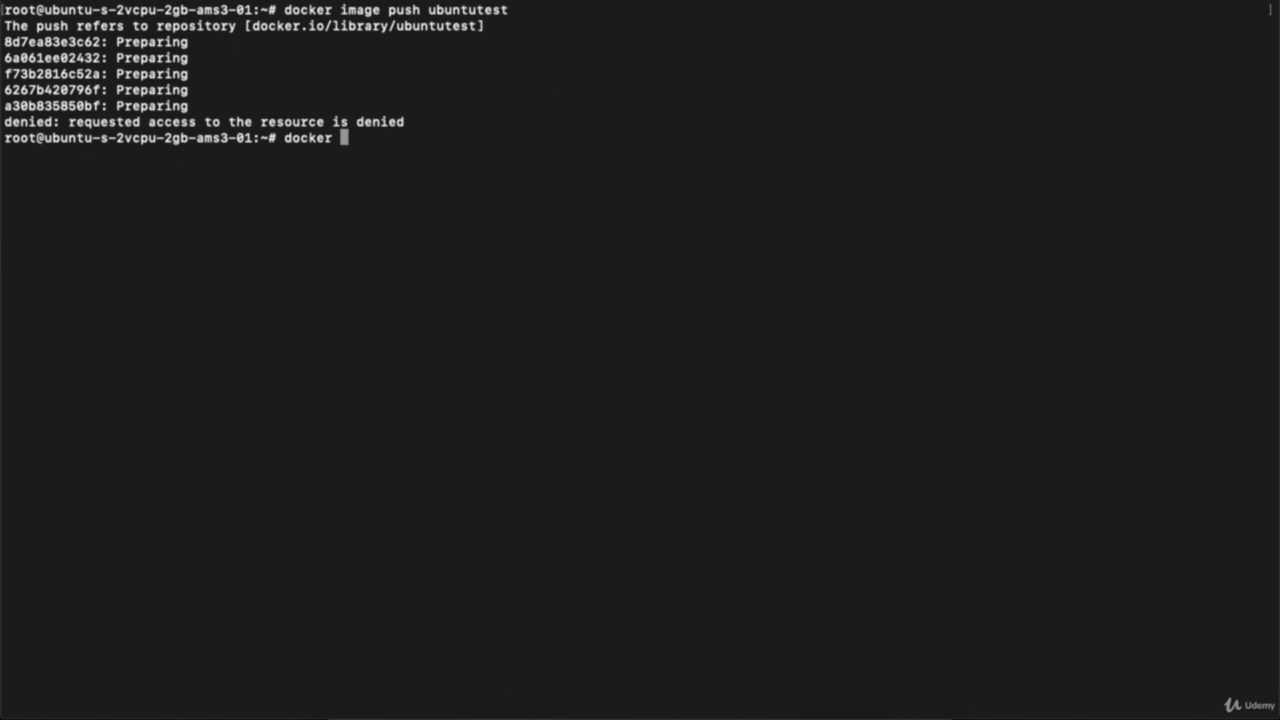 [root@ubuntu-s-2vcpu-2gb-ams3-01:~# docker image push ubuntutest ]
The push refers to repository [docker.io/library/ubuntutest]
8d7ea83e3c62: Preparing
6a061ee02432: Preparing
f73b2816c52a: Preparing
6267b420796f: Preparing
a30b835850bf: Preparing
denied: requested access to the resource is denied
root@ubuntu-s-2vcpu-2gb-ams3-01:~# docker
Udemy